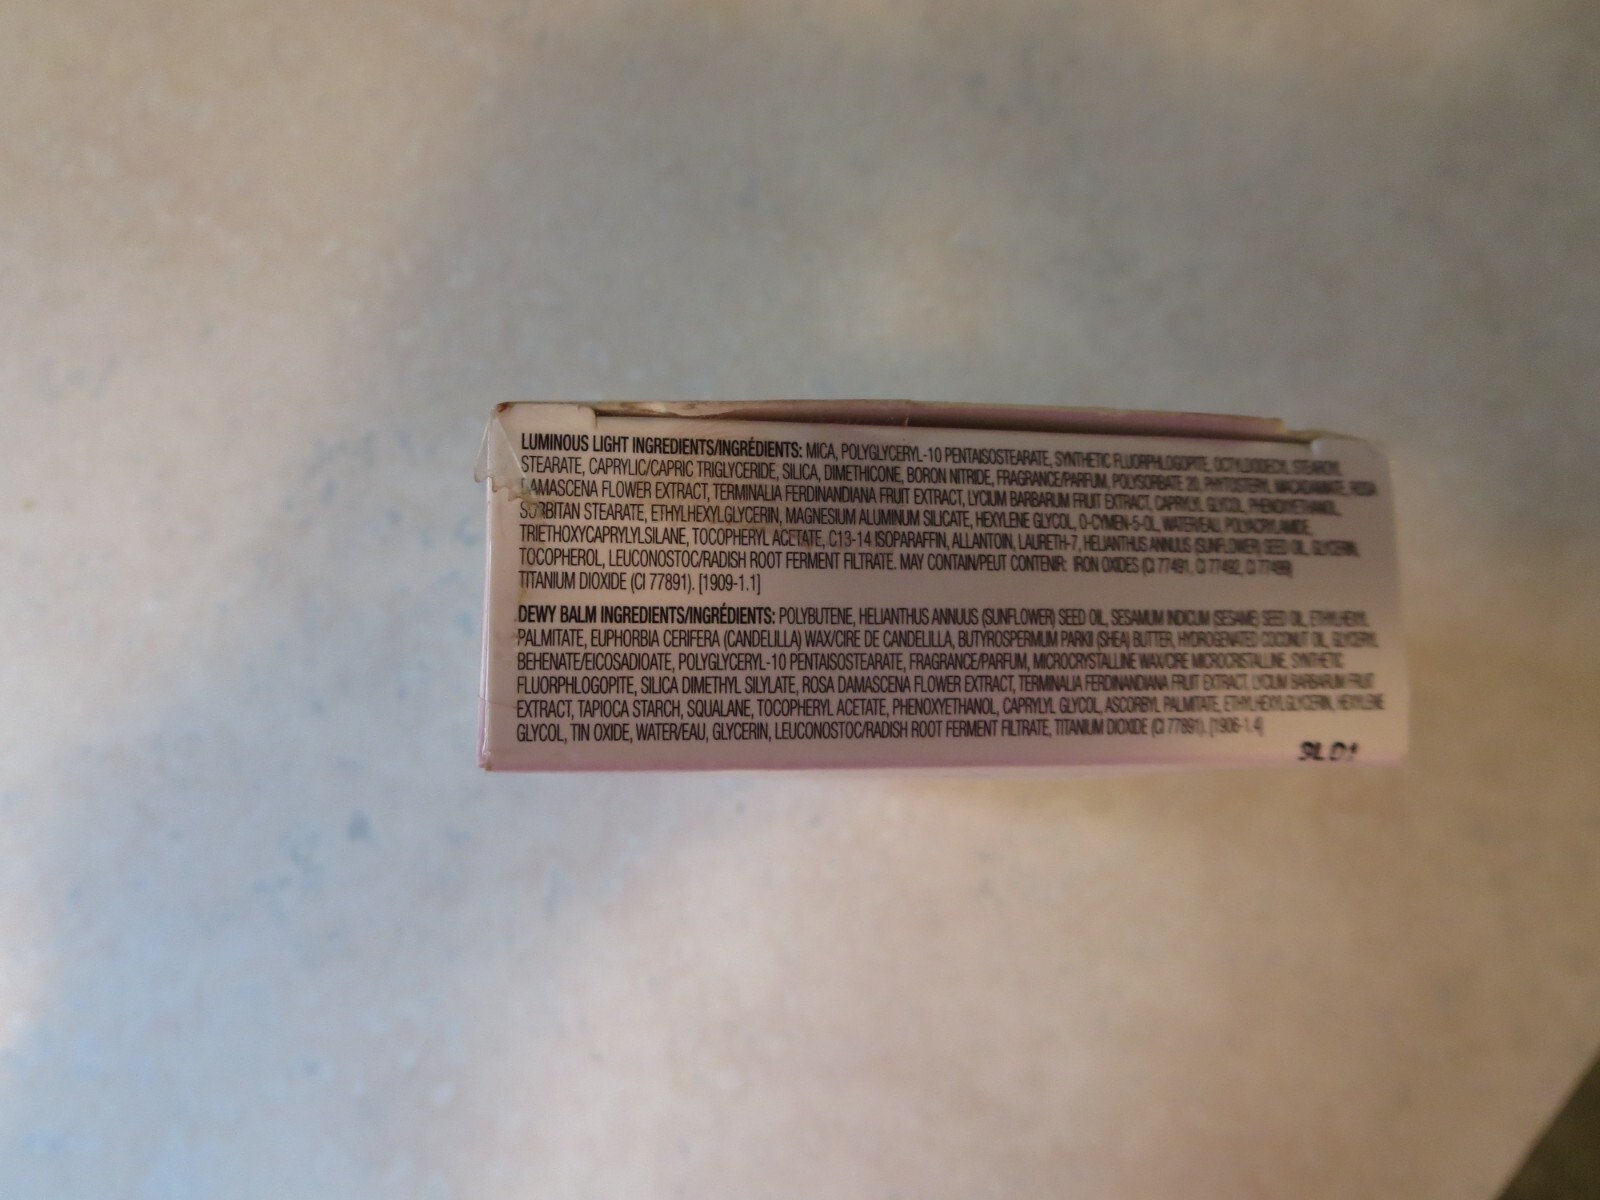 LUMINOUS LIGHT INGREDIENTS/INGRÉDIENTS: MICA, POLYGLYCERYL-10 PENTAISOSTEARATE, SYNTHETIC FLUORPHLOGOPITE, OCTYLDODECYL STEAROYL
STEARATE, CAPRYLIC/CAPRIC TRIGLYCERIDE, SILICA, DIMETHICONE, BORON NITRIDE, FRAGRANCE/PARFUM, POLYSORBATE 20, PHYTOSTERYL MACADAMIATE, ROSA
DAMASCENA FLOWER EXTRACT, TERMINALIA FERDINANDIANA FRUIT EXTRACT, LYCIUM BARBARUM FRUIT EXTRACT, CAPRYLYL GLYCOL, PHENOXYETHANOL,
SORBITAN STEARATE, ETHYLHEXYLGLYCERIN, MAGNESIUM ALUMINUM SILICATE, HEXYLENE GLYCOL, O-CYMEN-5-OL, WATER/EAU, POLYACRYLAMIDE,
TRIETHOXYCAPRYLYLSILANE, TOCOPHERYL ACETATE, C13-14 ISOPARAFFIN, ALLANTOIN, LAURETH-7, HELIANTHUS ANNUUS (SUNFLOWER) SEED OIL, GLYCERIN,
TOCOPHEROL, LEUCONOSTOC/RADISH ROOT FERMENT FILTRATE. MAY CONTAIN/PEUT CONTENIR: IRON OXIDES (CI 77491, CI 77492, CI 77499)
TITANIUM DIOXIDE (CI 77891). [1909-1.1]
DEWY BALM INGREDIENTS/INGRÉDIENTS: POLYBUTENE, HELIANTHUS ANNUUS (SUNFLOWER) SEED OIL, SESAMUM INDICUM (SESAME) SEED OIL, ETHYLHEXYL
PALMITATE, EUPHORBIA CERIFERA (CANDELILLA) WAX/CIRE DE CANDELILLA, BUTYROSPERMUM PARKII (SHEA) BUTTER, HYDROGENATED COCONUT OIL, GLYCERYL
BEHENATE/EICOSADIOATE, POLYGLYCERYL-10 PENTAISOSTEARATE, FRAGRANCE/PARFUM, MICROCRYSTALLINE WAX/CIRE MICROCRISTALLINE, SYNTHETIC
FLUORPHLOGOPITE, SILICA DIMETHYL SILYLATE, ROSA DAMASCENA FLOWER EXTRACT, TERMINALIA FERDINANDIANA FRUIT EXTRACT, LYCIUM BARBARUM FRUIT
EXTRACT, TAPIOCA STARCH, SQUALANE, TOCOPHERYL ACETATE, PHENOXYETHANOL, CAPRYLYL GLYCOL, ASCORBYL PALMITATE, ETHYLHEXYLGLYCERIN, HEXYLENE
GLYCOL, TIN OXIDE, WATER/EAU, GLYCERIN, LEUCONOSTOC/RADISH ROOT FERMENT FILTRATE, TITANIUM DIOXIDE (CI 77891). [1906-1.4]